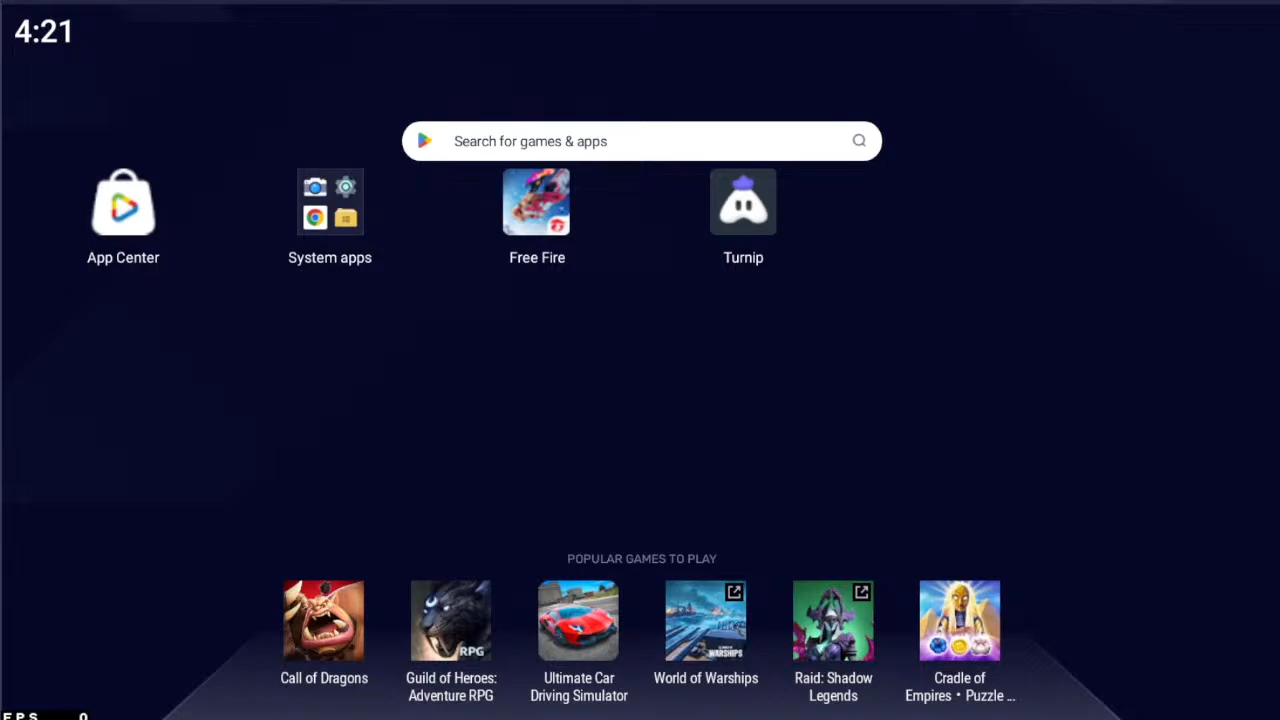 4:21
Search for games & apps
App Center
System apps
Free Fire
Turnip
POPULAR GAMES TO PLAY
RPG
WARSHIPS
Call of Dragons
Guild of Heroes:
Adventure RPG
Ultimate Car
Driving Simulator
World of Warships
Raid: Shadow
Legends
Cradle of
Empires • Puzzle ...
FPS 0